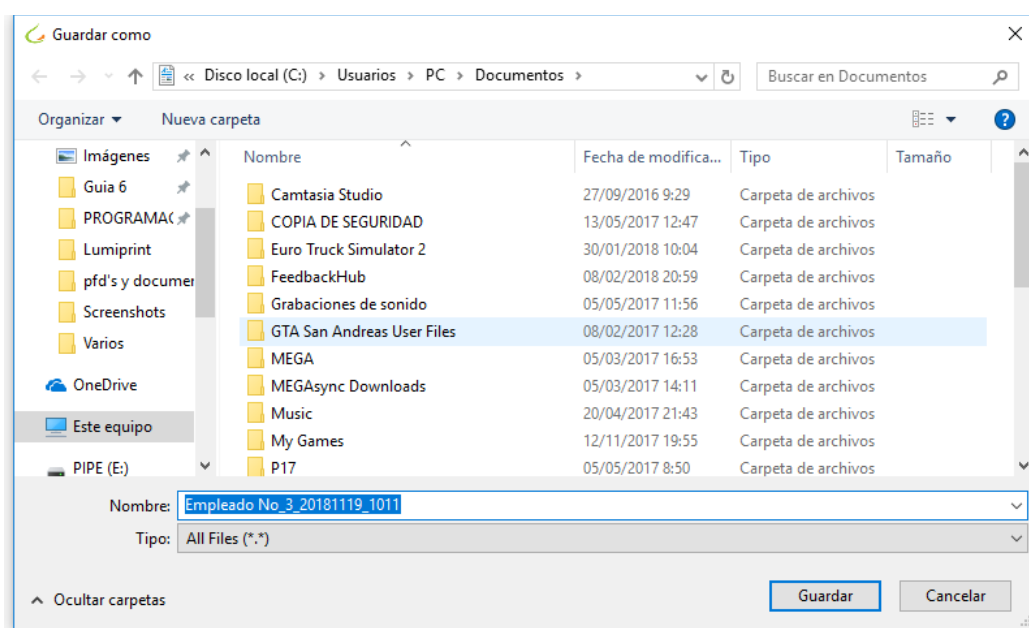 Guardar como
« Disco local (C:) › Usuarios › PC › Documentos ›
Buscar en Documentos
Organizar
Nueva carpeta
Imágenes
Guia 6
PROGRAMAC
Lumiprint
pfd's y documer
Screenshots
Varios
OneDrive
Este equipo
PIPE (E:)
Nombre Fecha de modifica... Tipo Tamaño
Camtasia Studio 27/09/2016 9:29 Carpeta de archivos
COPIA DE SEGURIDAD 13/05/2017 12:47 Carpeta de archivos
Euro Truck Simulator 2 30/01/2018 10:04 Carpeta de archivos
FeedbackHub 08/02/2018 20:59 Carpeta de archivos
Grabaciones de sonido 05/05/2017 11:56 Carpeta de archivos
GTA San Andreas User Files 08/02/2017 12:28 Carpeta de archivos
MEGA 05/03/2017 16:53 Carpeta de archivos
MEGAsync Downloads 05/03/2017 14:11 Carpeta de archivos
Music 20/04/2017 21:43 Carpeta de archivos
My Games 12/11/2017 19:55 Carpeta de archivos
P17 05/05/2017 8:50 Carpeta de archivos
Nombre: Empleado No_3_20181119_1011
Tipo: All Files (*.*)
Ocultar carpetas
Guardar
Cancelar